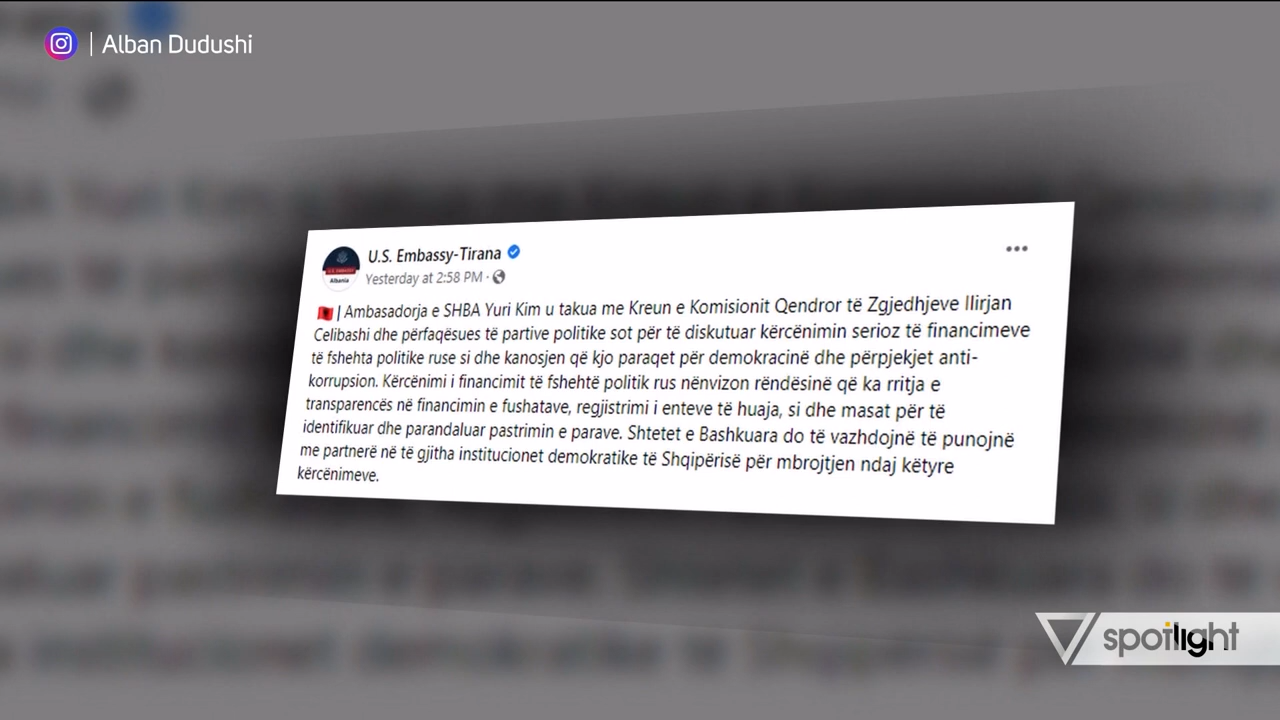 Alban Dudushi
U.S. Embassy-Tirana
Yesterday at 2:58 PM ·
| Ambasadorja e SHBA Yuri Kim u takua me Kreun e Komisionit Qendror të Zgjedhjeve Ilirjan
Celibashi dhe përfaqësues të partive politike sot për të diskutuar kërcënimin serioz të financimeve
të fshehta politike ruse si dhe kanosjen që kjo paraqet për demokracinë dhe përpjekjet anti-
korrupsion. Kërcënimi i financimit të fshehtë politik rus nënvizon rëndësinë që ka rritja e
transparencës në financimin e fushatave, regjistrimi i enteve të huaja, si dhe masat për të
identifikuar dhe parandaluar pastrimin e parave. Shtetet e Bashkuara do të vazhdojnë të punojnë
me partnerë në të gjitha institucionet demokratike të Shqipërisë për mbrojtjen ndaj këtyre
kërcënimeve.
spotlight